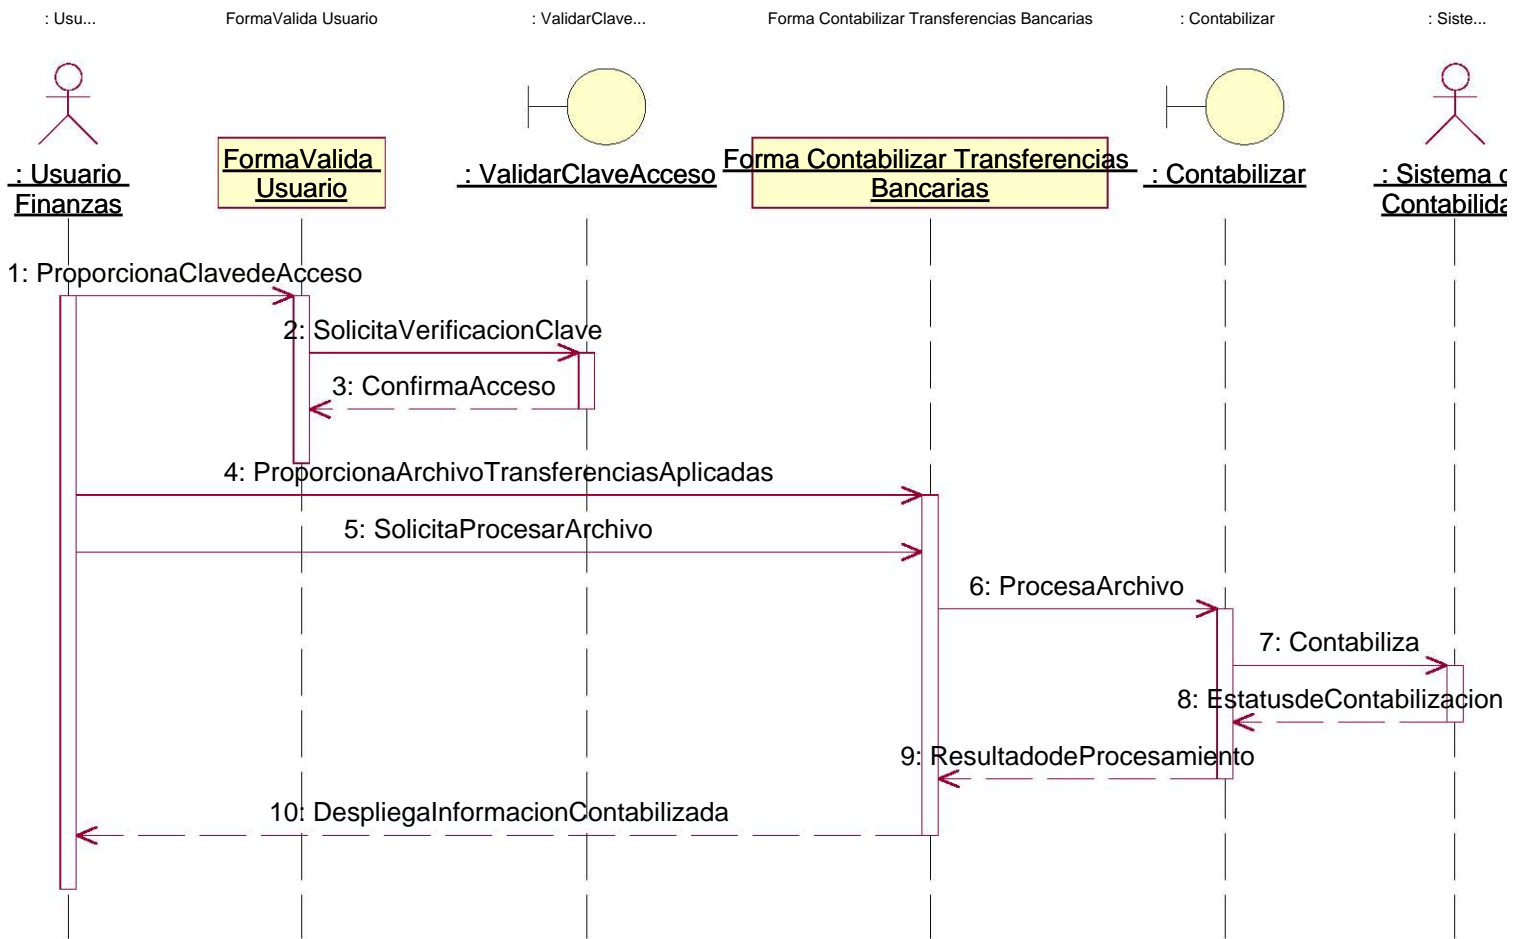 : Usu...
FormaValida Usuario
: ValidarClave...
Forma Contabilizar Transferencias Bancarias
: Contabilizar
: Siste...
: Usuario
Finanzas
FormaValida
Usuario
: ValidarClaveAcceso
Forma Contabilizar Transferencias
Bancarias
: Contabilizar
: Sistema
Contabilida
1: ProporcionaClavedeAcceso
2: SolicitaVerificacionClave
3: ConfirmaAcceso
4: ProporcionaArchivoTransferenciasAplicadas
5: SolicitaProcesarArchivo
6: ProcesaArchivo
7: Contabiliza
8: EstatusdeContabilizacion
9: ResultadodeProcesamiento
10: DespliegaInformacionContabilizada